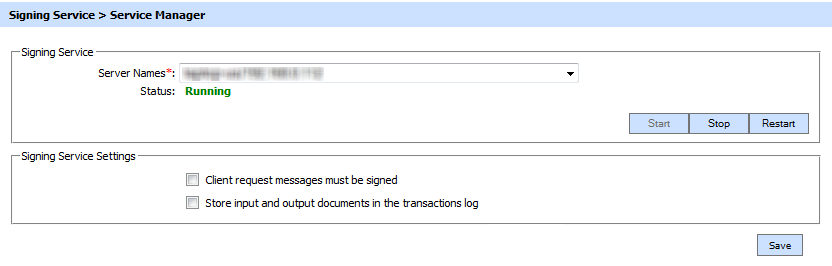 Signing Service > Service Manager
Signing Service
Server Names*:
Status: Running
Start Stop Restart
Signing Service Settings
Client request messages must be signed
Store input and output documents in the transactions log
Save